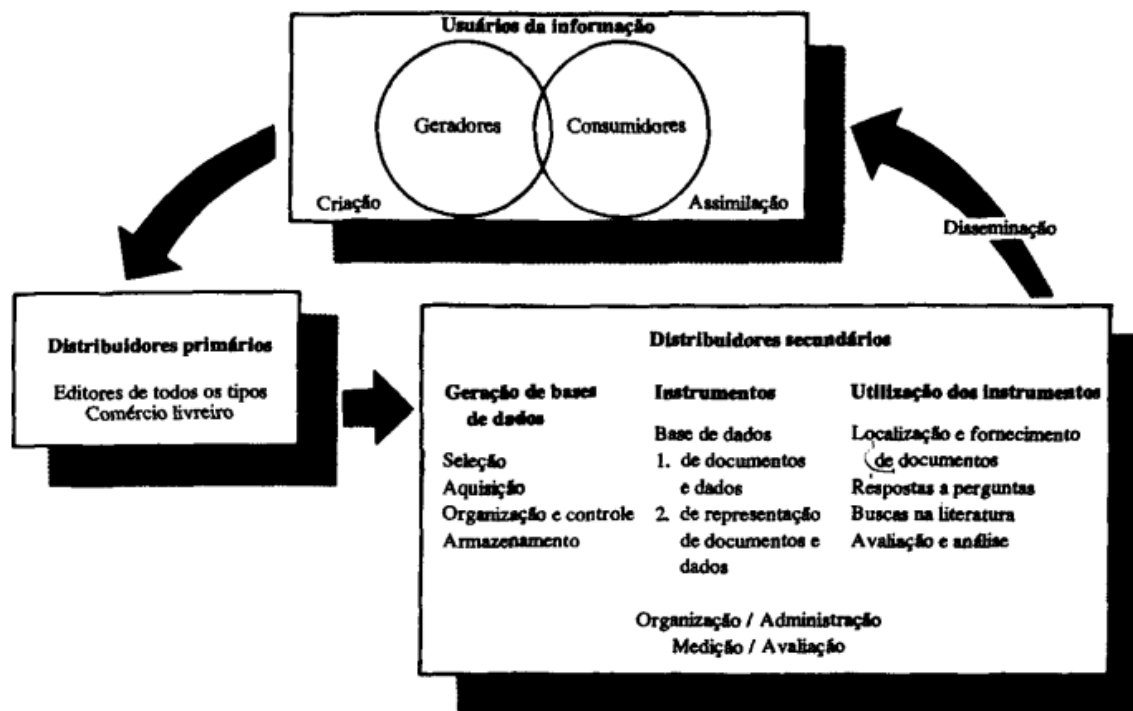 Usuários da informação
Geradores
Consumidores
Criação
Assimilação
Disseminação
Distribuidores primários
Editores de todos os tipos
Comércio livreiro
Distribuidores secundários
Geração de bases
de dados
Seleção
Aquisição
Organização e controle
Armazenamento
Instrumentos
Base de dados
1. de documentos
e dados
2. de representação
de documentos e
dados
Utilização dos instrumentos
Localização e fornecimento
de documentos
Respostas a perguntas
Buscas na literatura
Avaliação e análise
Organização / Administração
Medição / Avaliação